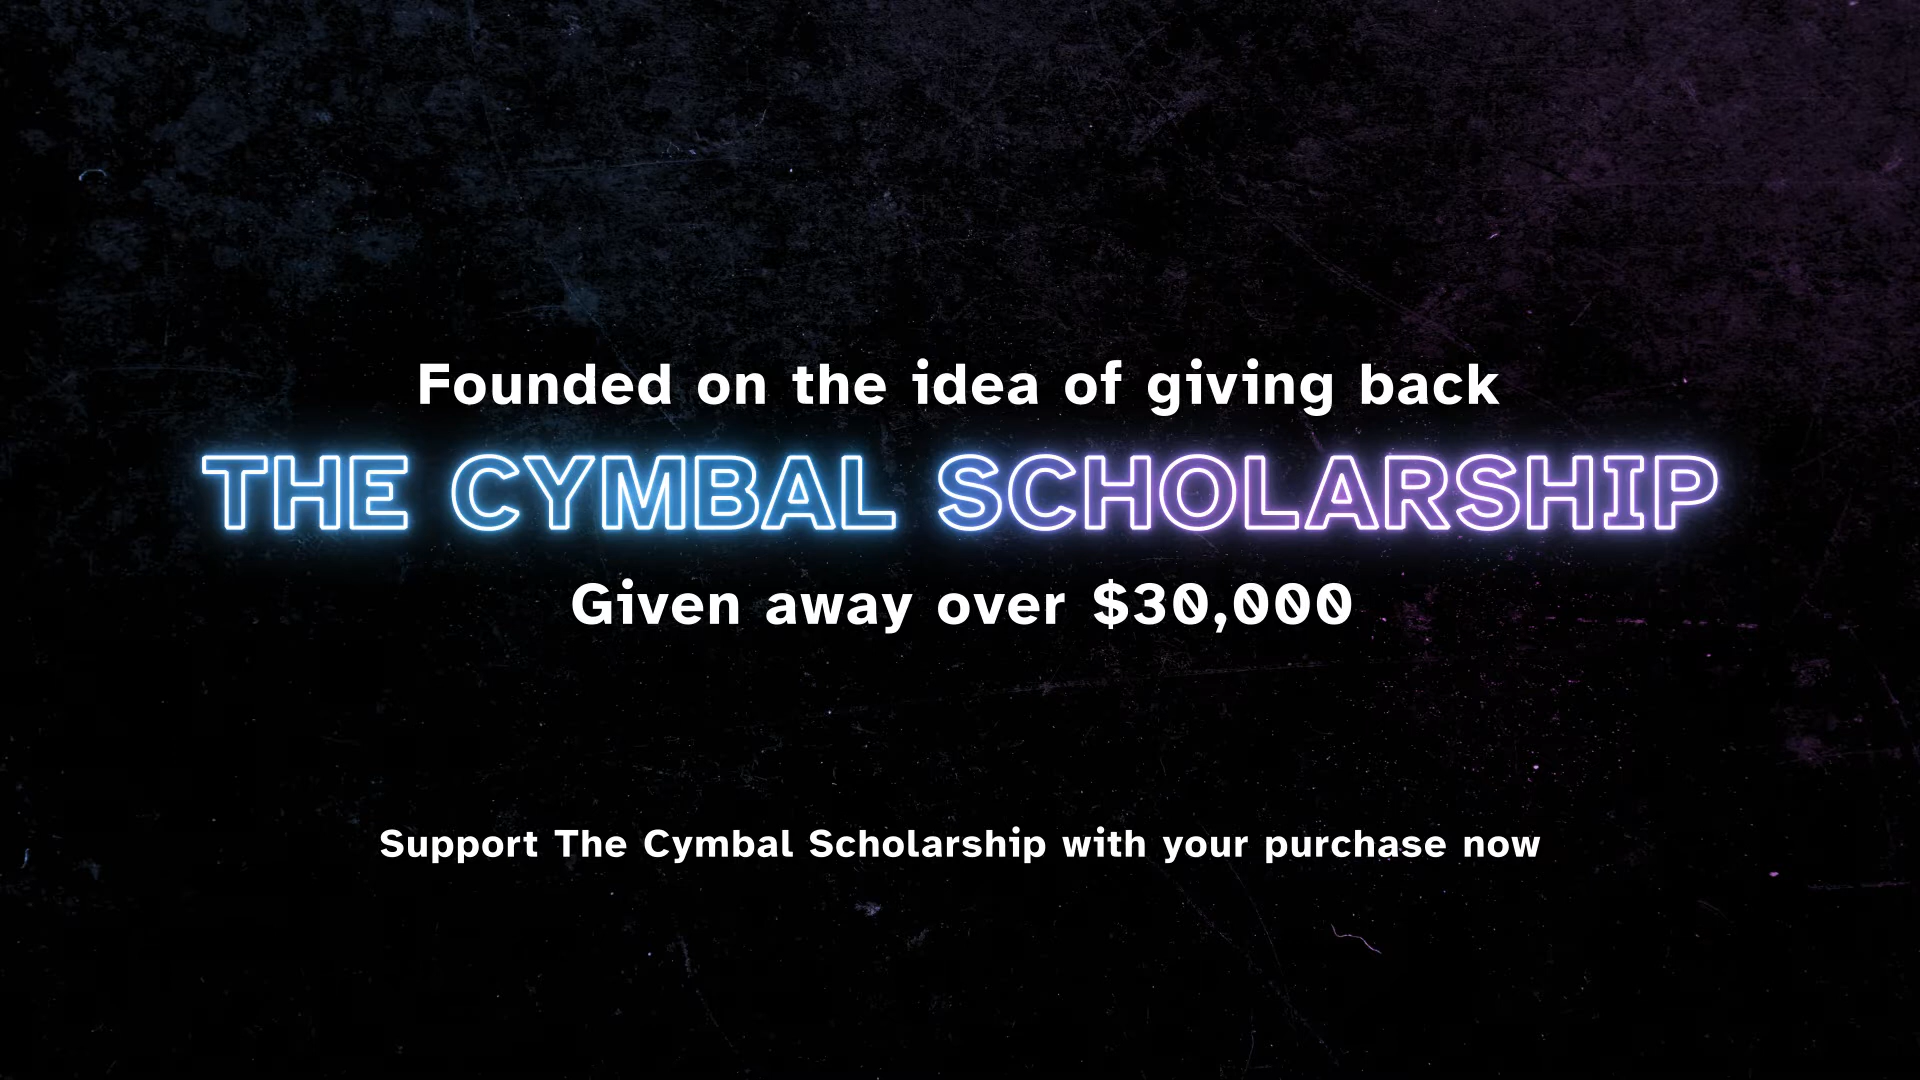 Founded on the idea of giving back
THE CYMBAL SCHOLARSHIP
Given away over $30,000
Support The Cymbal Scholarship with your purchase now